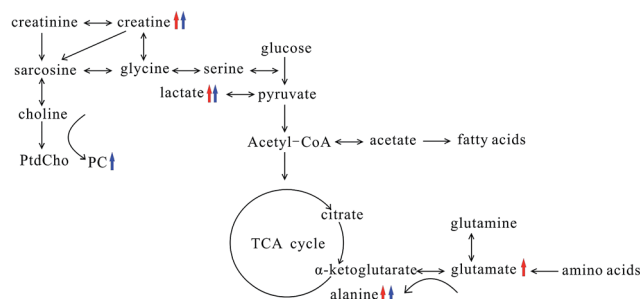 creatinine creatine
glucose
sarcosine glycine serine
lactate pyruvate
choline
Acetyl-CoA acetate fatty acids
PtdCho PC
citrate
glutamine
TCA cycle
α-ketoglutarate glutamate amino acids
alanine